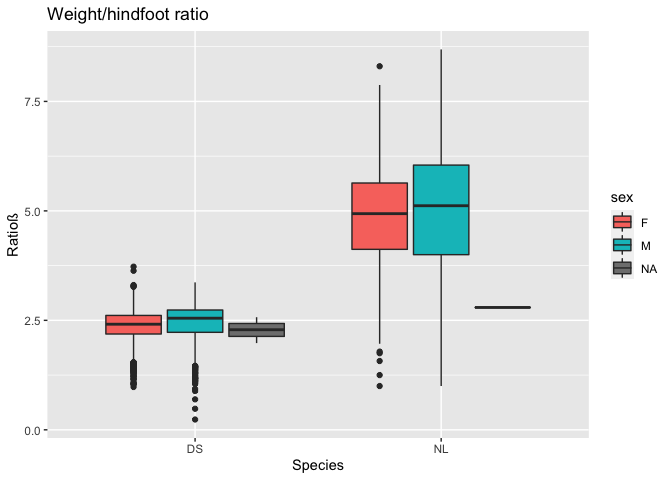 Weight/hindfoot ratio
7.5
5.0
2.5
0.0
Ratioß
DS
NL
Species
sex
F
M
NA